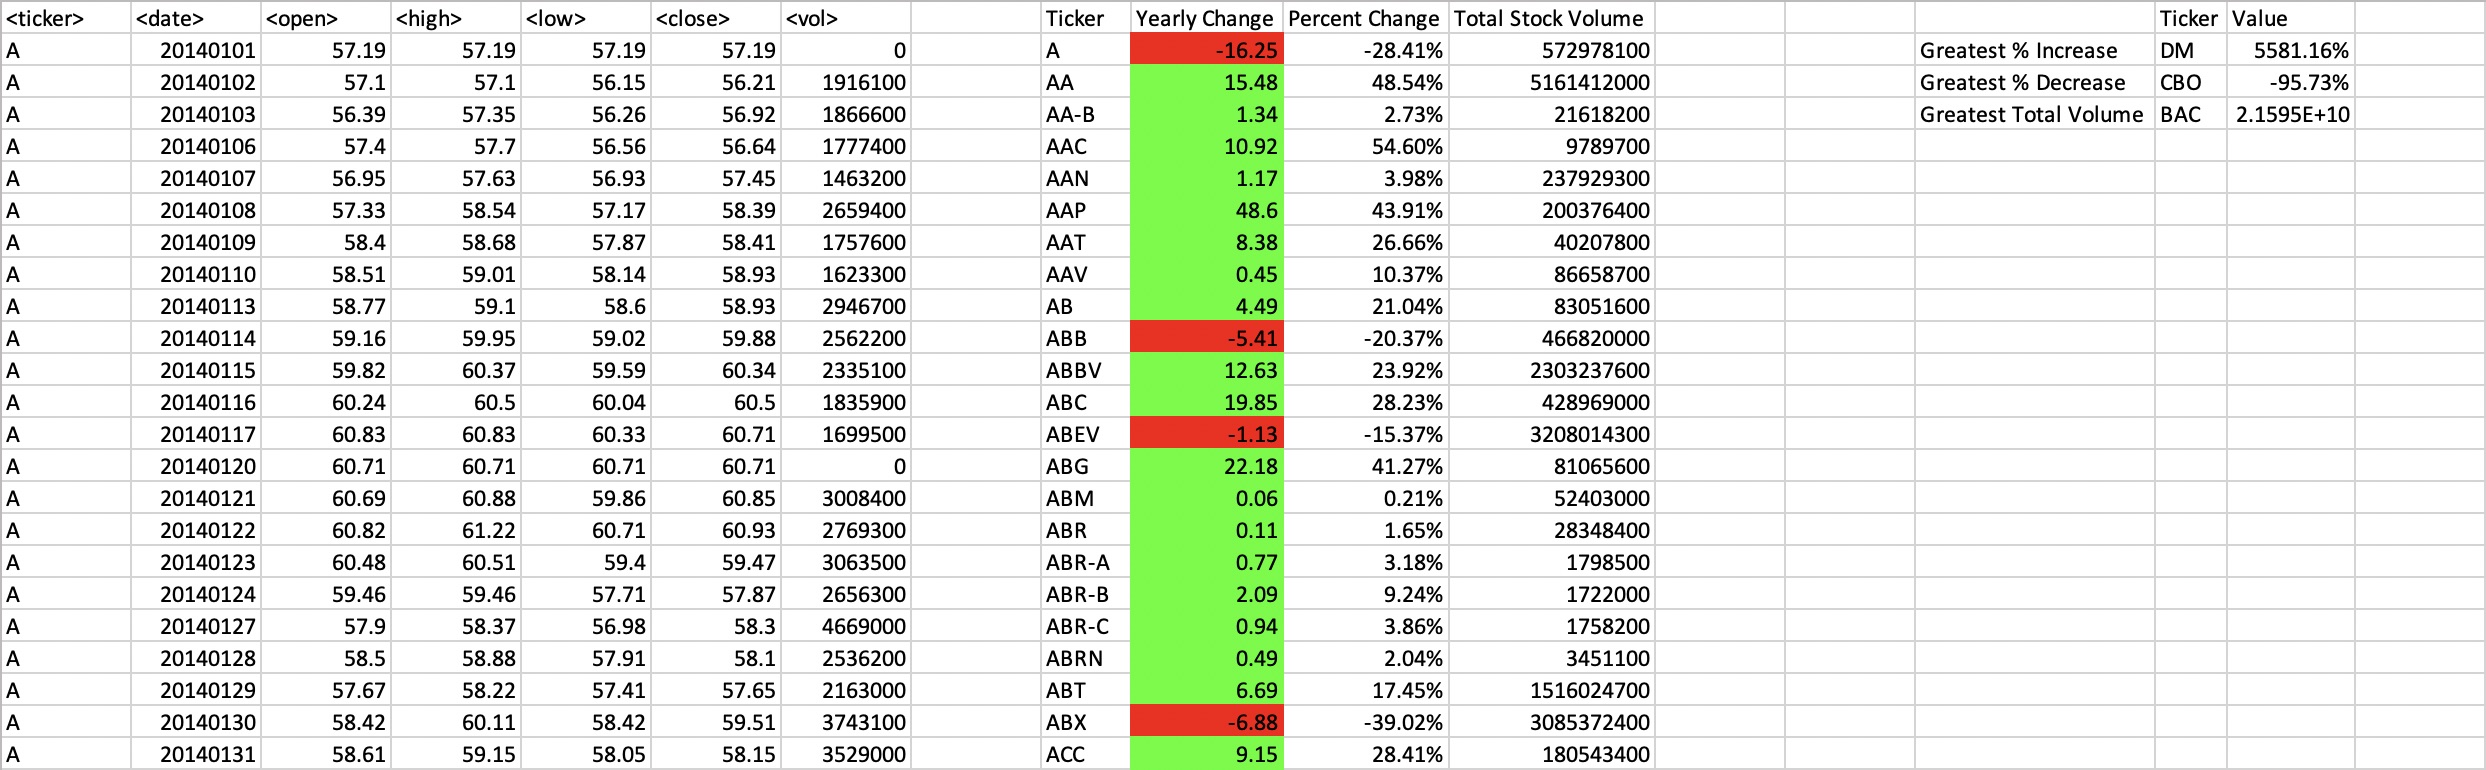 <ticker> <date> <open> <high> <low> <close> <vol> Ticker Yearly Change Percent Change Total Stock Volume Ticker Value
A 20140101 57.19 57.19 57.19 57.19 0 A -16.25 -28.41% 572978100 Greatest % Increase DM 5581.16%
A 20140102 57.1 57.1 56.15 56.21 1916100 AA 15.48 48.54% 5161412000 Greatest % Decrease CBO -95.73%
A 20140103 56.39 57.35 56.26 56.92 1866600 AA-B 1.34 2.73% 21618200 Greatest Total Volume BAC 2.1595E+10
A 20140106 57.4 57.7 56.56 56.64 1777400 AAC 10.92 54.60% 9789700
A 20140107 56.95 57.63 56.93 57.45 1463200 AAN 1.17 3.98% 237929300
A 20140108 57.33 58.54 57.17 58.39 2659400 AAP 48.6 43.91% 200376400
A 20140109 58.4 58.68 57.87 58.41 1757600 AAT 8.38 26.66% 40207800
A 20140110 58.51 59.01 58.14 58.93 1623300 AAV 0.45 10.37% 86658700
A 20140113 58.77 59.1 58.6 58.93 2946700 AB 4.49 21.04% 83051600
A 20140114 59.16 59.95 59.02 59.88 2562200 ABB -5.41 -20.37% 466820000
A 20140115 59.82 60.37 59.59 60.34 2335100 ABBV 12.63 23.92% 2303237600
A 20140116 60.24 60.5 60.04 60.5 1835900 ABC 19.85 28.23% 428969000
A 20140117 60.83 60.83 60.33 60.71 1699500 ABEV -1.13 -15.37% 3208014300
A 20140120 60.71 60.71 60.71 60.71 0 ABG 22.18 41.27% 81065600
A 20140121 60.69 60.88 59.86 60.85 3008400 ABM 0.06 0.21% 52403000
A 20140122 60.82 61.22 60.71 60.93 2769300 ABR 0.11 1.65% 28348400
A 20140123 60.48 60.51 59.4 59.47 3063500 ABR-A 0.77 3.18% 1798500
A 20140124 59.46 59.46 57.71 57.87 2656300 ABR-B 2.09 9.24% 1722000
A 20140127 57.9 58.37 56.98 58.3 4669000 ABR-C 0.94 3.86% 1758200
A 20140128 58.5 58.88 57.91 58.1 2536200 ABRN 0.49 2.04% 3451100
A 20140129 57.67 58.22 57.41 57.65 2163000 ABT 6.69 17.45% 1516024700
A 20140130 58.42 60.11 58.42 59.51 3743100 ABX -6.88 -39.02% 3085372400
A 20140131 58.61 59.15 58.05 58.15 3529000 ACC 9.15 28.41% 180543400